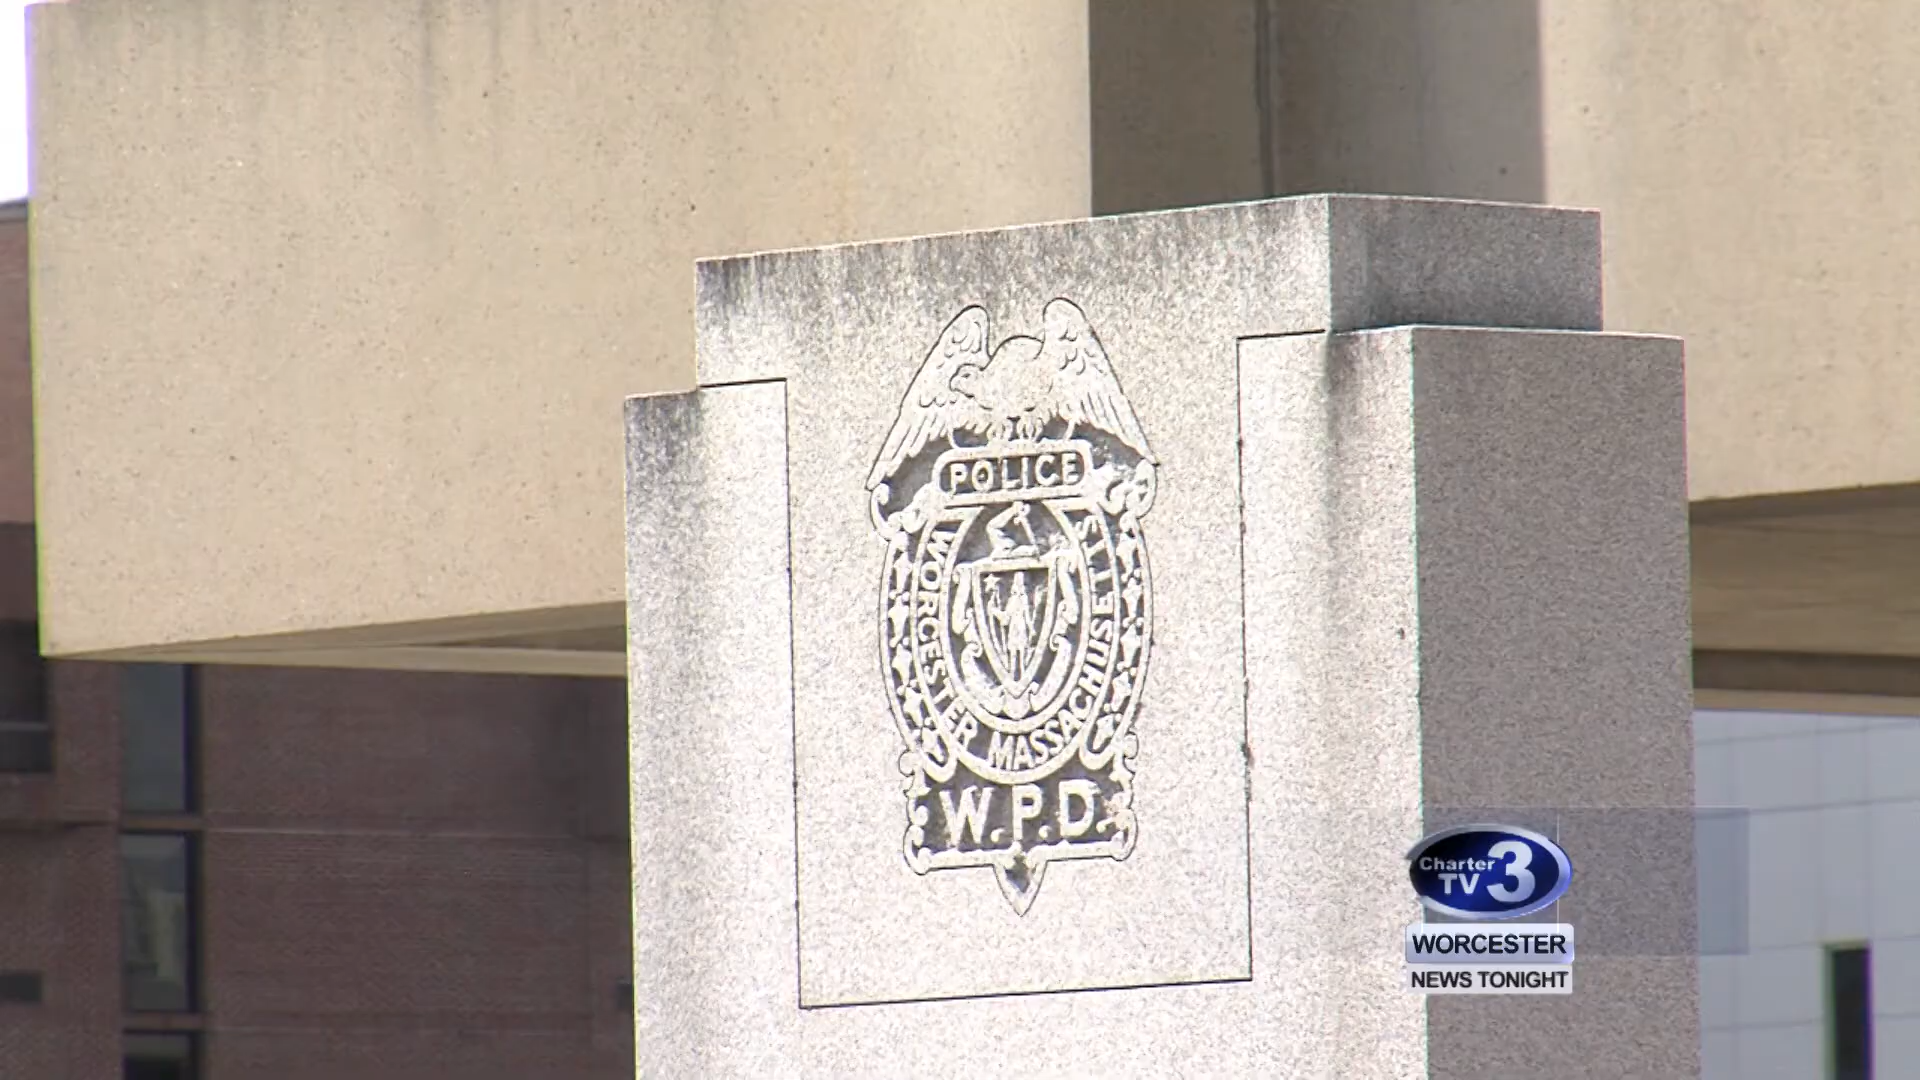 POLICE
WORCESTER MASSACHUSETTS
W.P.D.
Charter
TV3
WORCESTER
NEWS TONIGHT